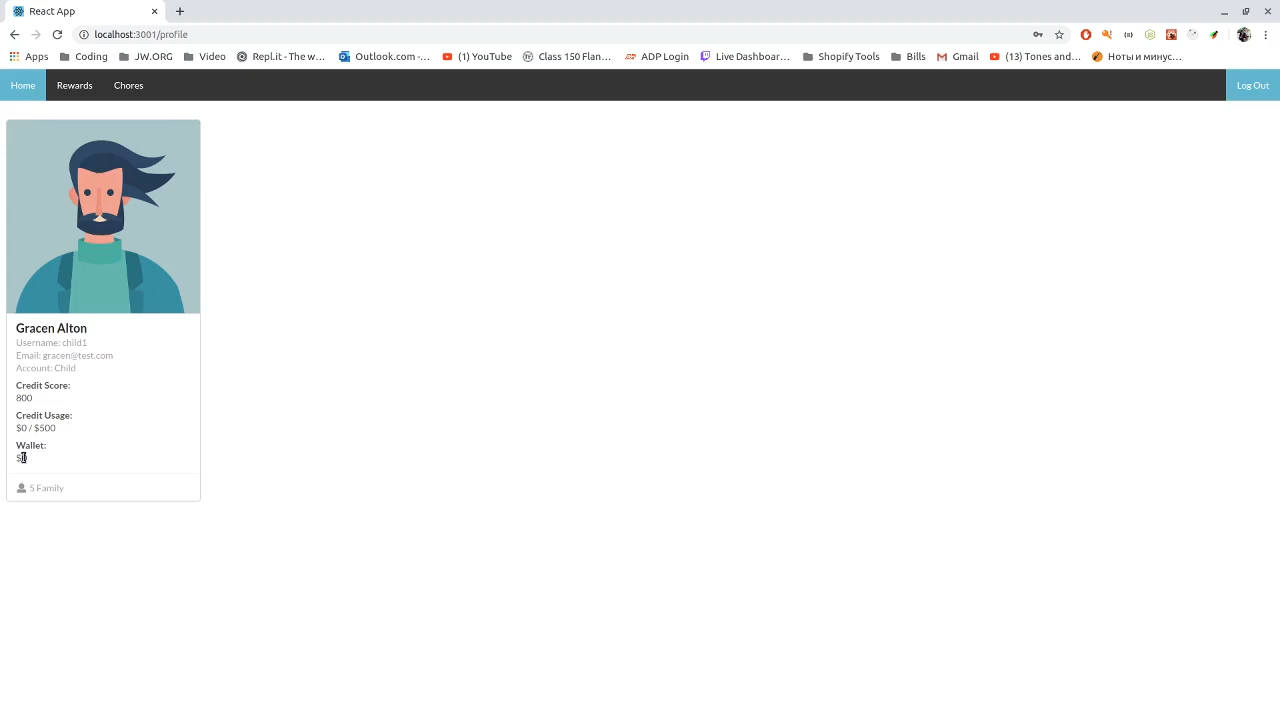 React App
localhost:3001/profile
Apps Coding JW.ORG Video Repl.it - The w... Outlook.com -... (1) YouTube Class 150 Flan... ADP Login Live Dashboar... Shopify Tools Bills Gmail (13) Tones and... Ноты и минус...
Home Rewards Chores Log Out
Gracen Alton
Username: child1
Email: gracen@test.com
Account: Child
Credit Score:
800
Credit Usage:
$0 / $500
Wallet:
5 Family